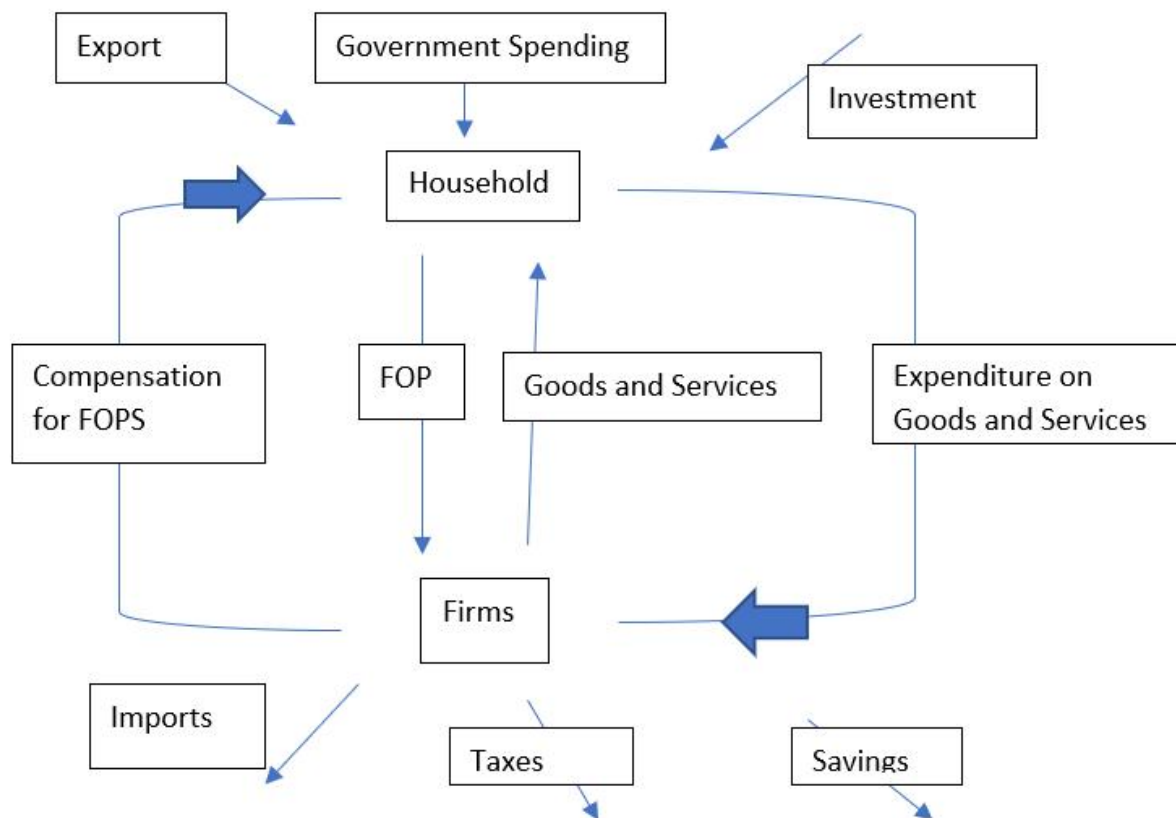 Export
Government Spending
Investment
Household
Compensation
for FOPS
FOP
Goods and Services
Expenditure on
Goods and Services
Firms
Imports
Taxes
Savings